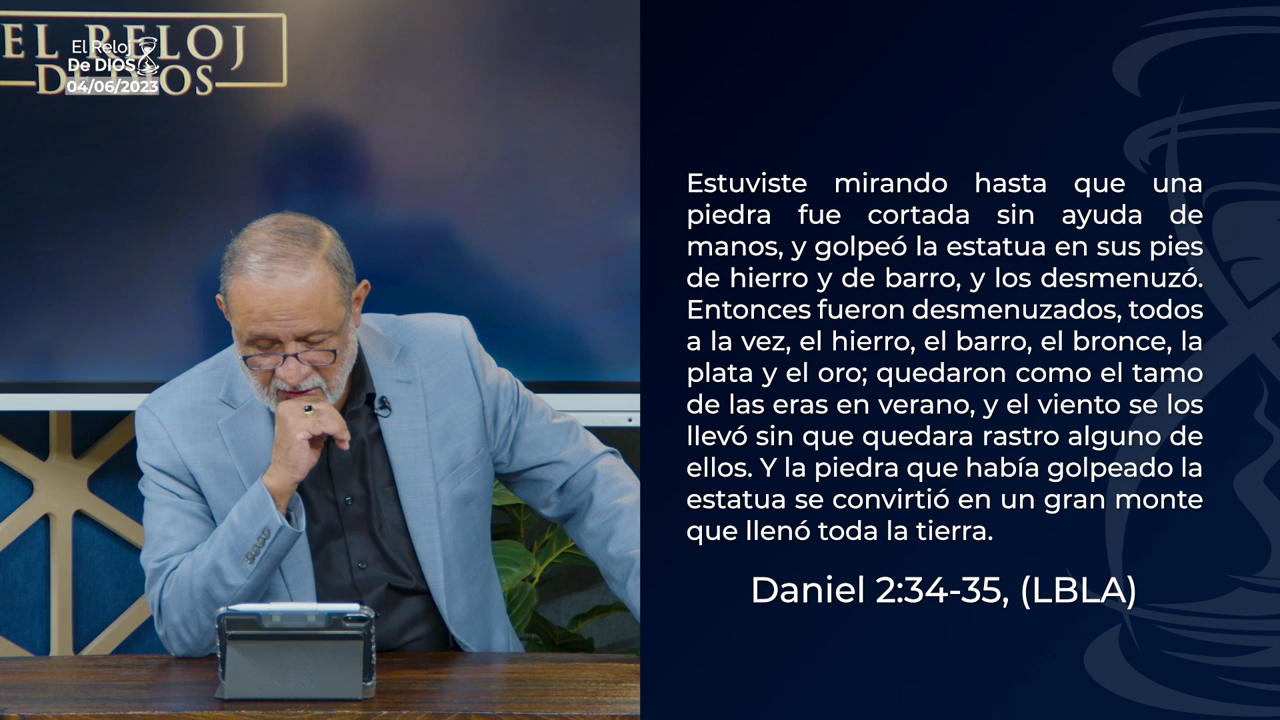 EL RELOJ
DE DIOS
El Reloj
De DIOS
04/06/2023
Estuviste mirando hasta que una
piedra fue cortada sin ayuda de
manos, y golpeó la estatua en sus pies
de hierro y de barro, y los desmenuzó.
Entonces fueron desmenuzados, todos
a la vez, el hierro, el barro, el bronce, la
plata y el oro; quedaron como el tamo
de las eras en verano, y el viento se los
llevó sin que quedara rastro alguno de
ellos. Y la piedra que había golpeado la
estatua se convirtió en un gran monte
que llenó toda la tierra.
Daniel 2:34-35, (LBLA)